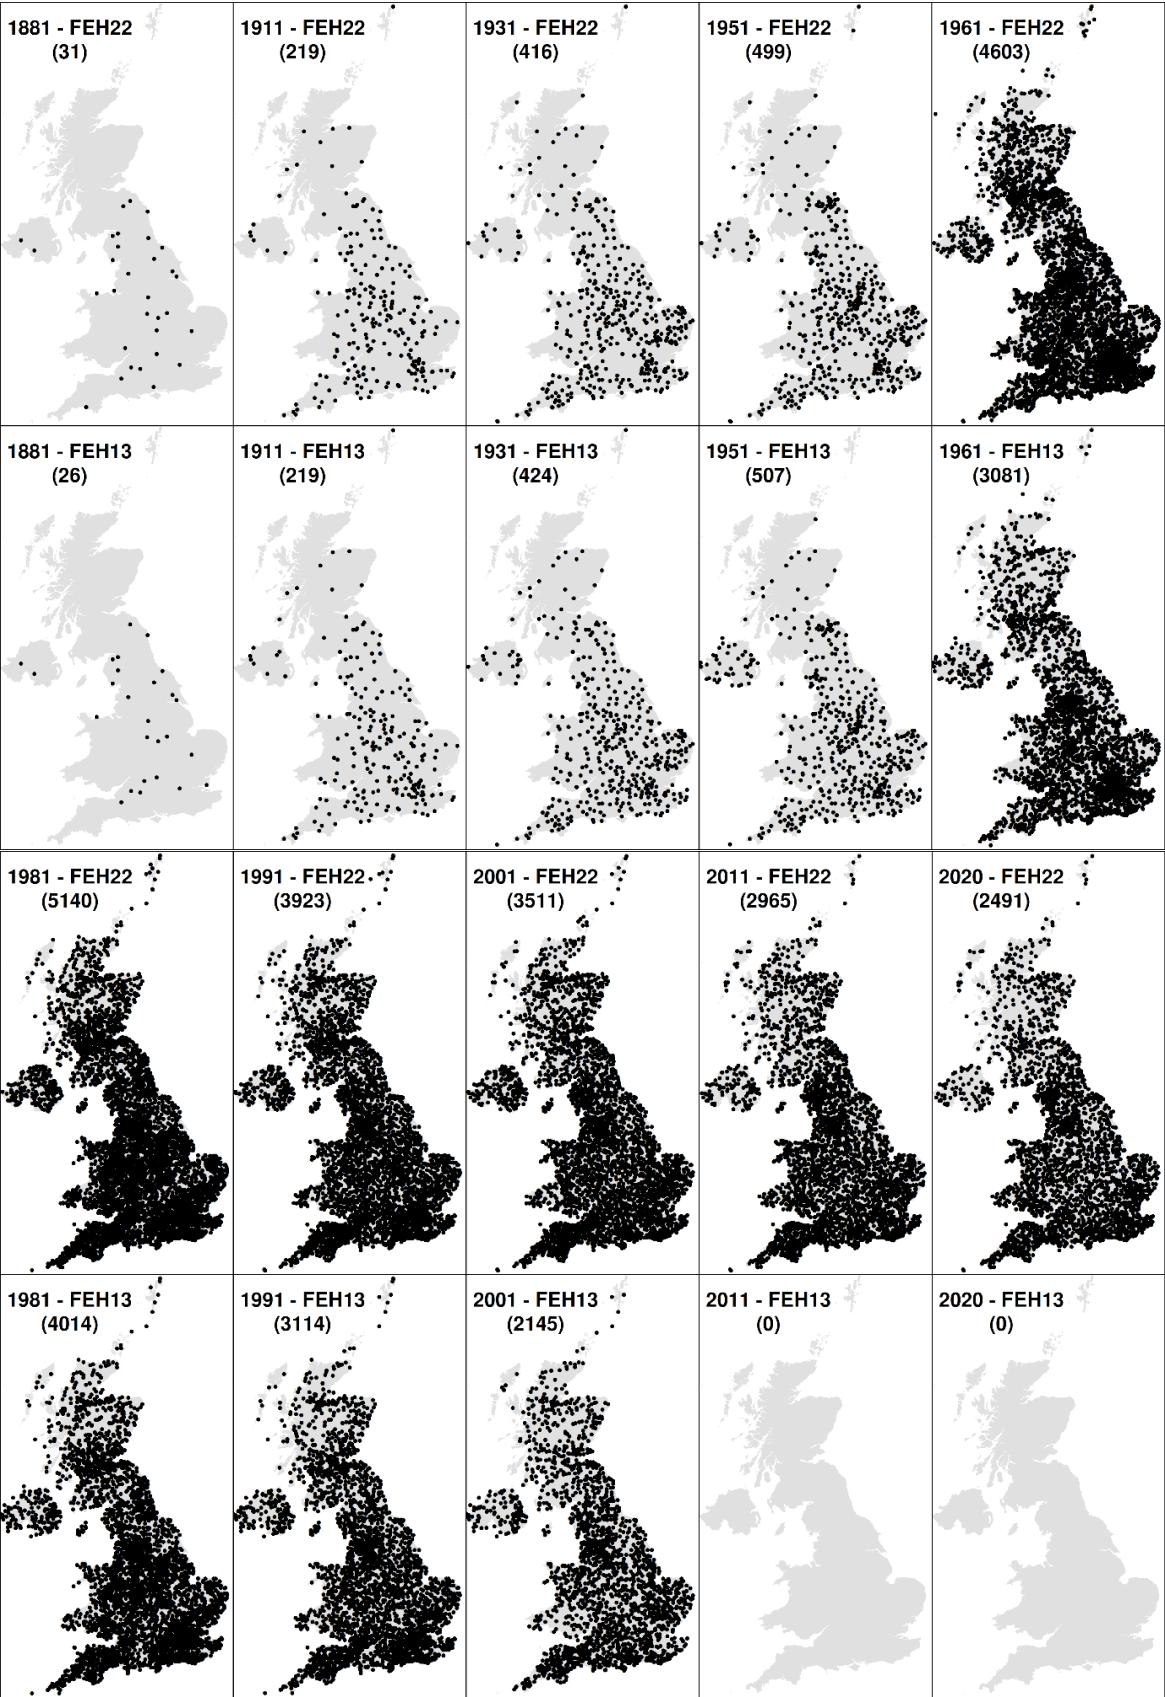 1881 - FEH22
(31)
1911 - FEH22
(219)
1931 - FEH22
(416)
1951 - FEH22
(499)
1961 - FEH22
(4603)
1881 - FEH13
(26)
1911 - FEH13
(219)
1931 - FEH13
(424)
1951 - FEH13
(507)
1961 - FEH13
(3081)
1981 - FEH22
(5140)
1991 - FEH22
(3923)
2001 - FEH22
(3511)
2011 - FEH22
(2965)
2020 - FEH22
(2491)
1981 - FEH13
(4014)
1991 - FEH13
(3114)
2001 - FEH13
(2145)
2011 - FEH13
(0)
2020 - FEH13
(0)